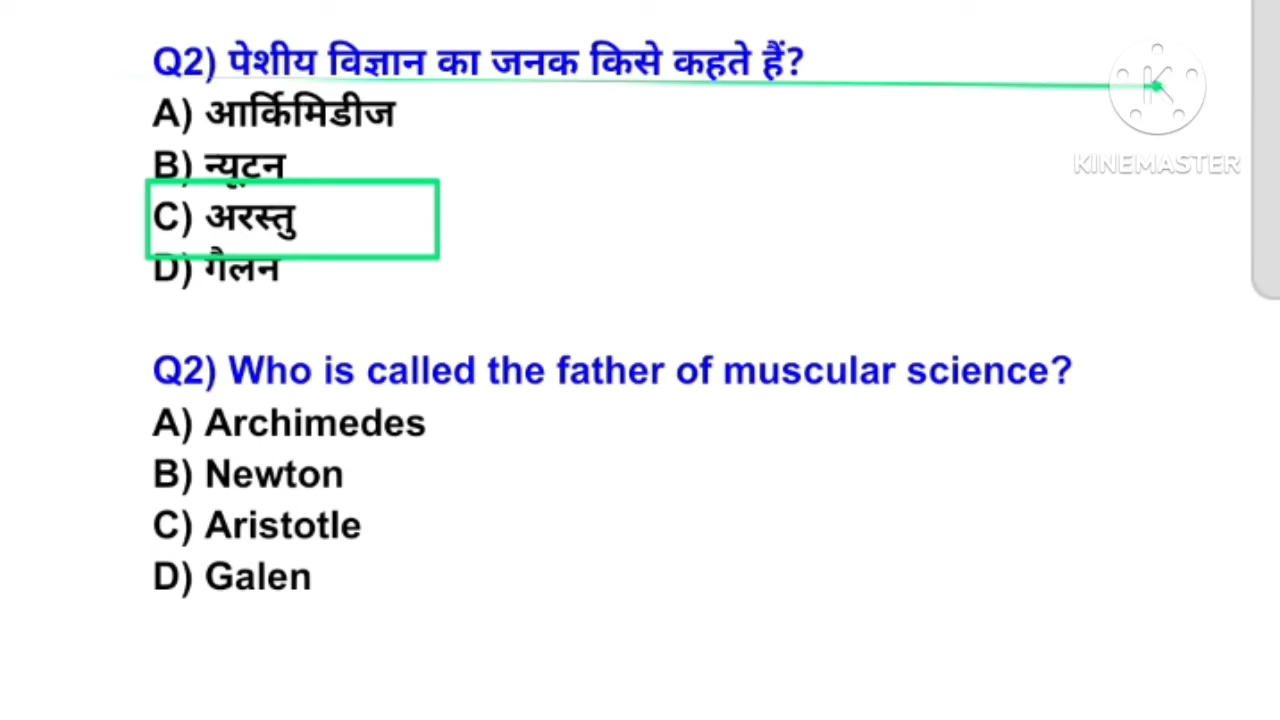 Q2) पेशीय विज्ञान का जनक किसे कहते हैं?
A) आर्किमिडीज
B) न्यूटन
C) अरस्तु
D) गैलन
Q2) Who is called the father of muscular science?
A) Archimedes
B) Newton
C) Aristotle
D) Galen
K
KINEMASTER